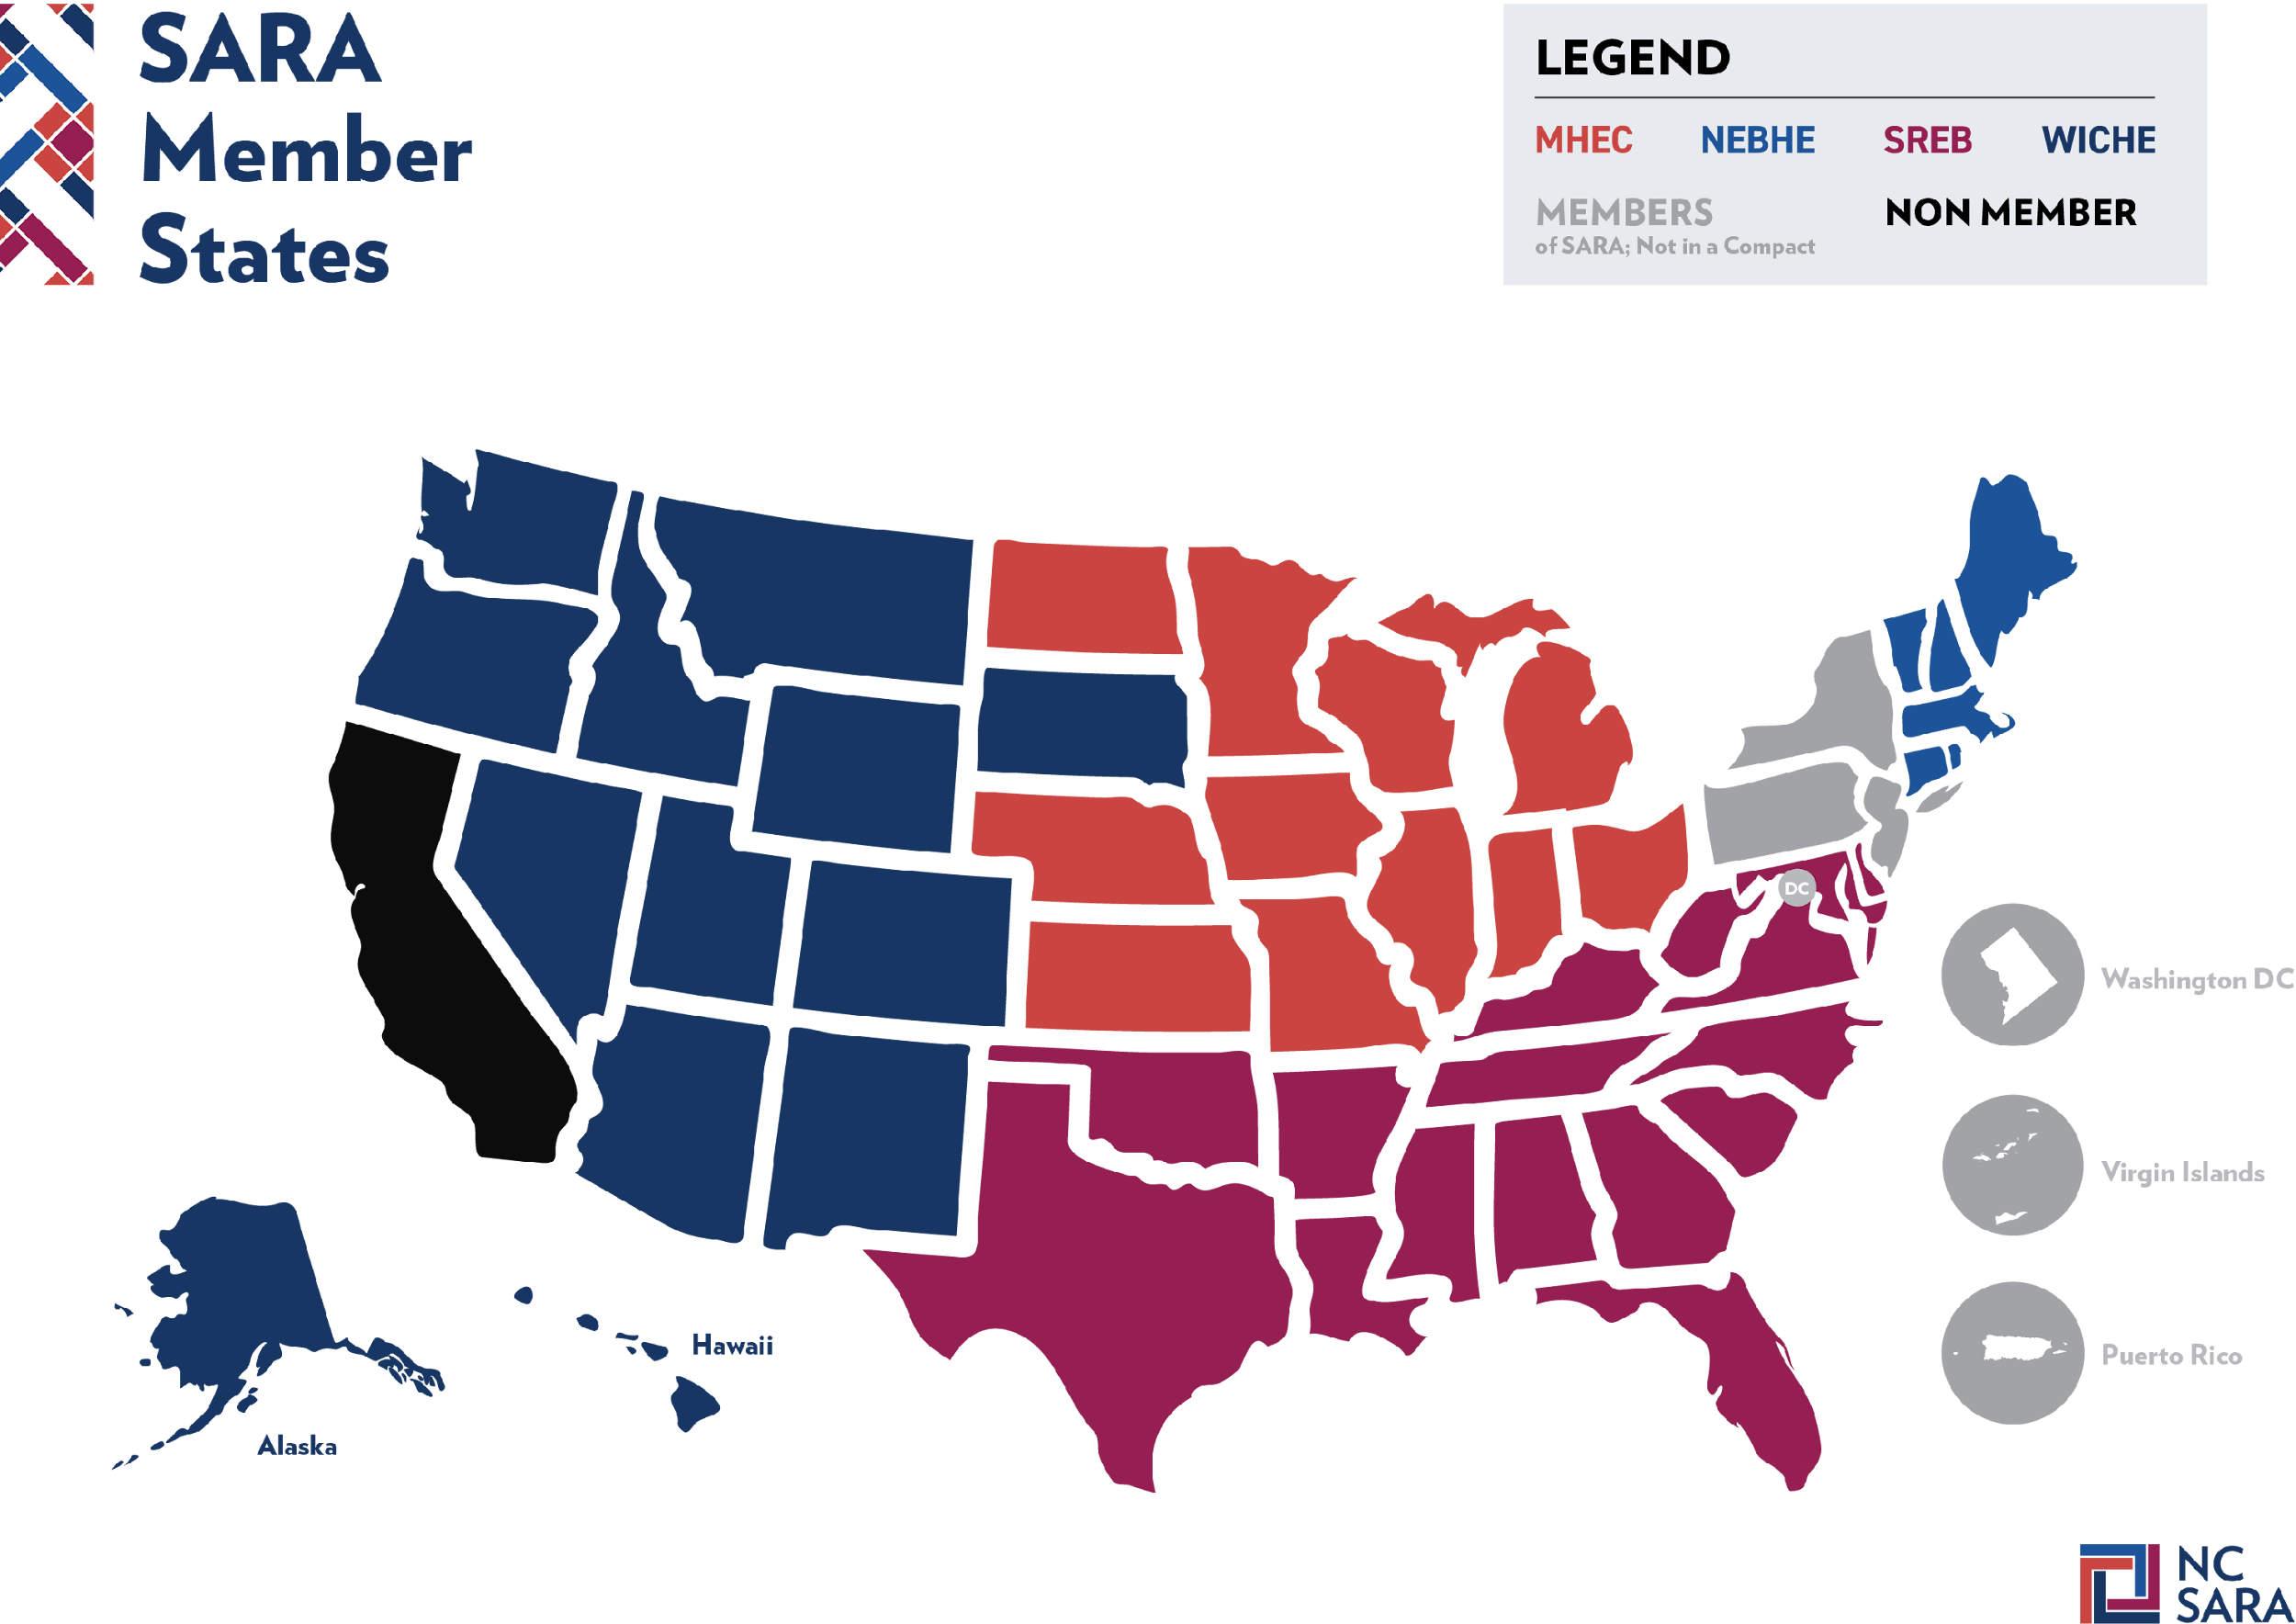 SARA
Member
States
LEGEND
MHEC NEBHE SREB WICHE
MEMBERS NON MEMBER
of SARA; Not in a Compact
DC
Washington DC
Virgin Islands
Puerto Rico
Hawaii
Alaska
NC
SARA